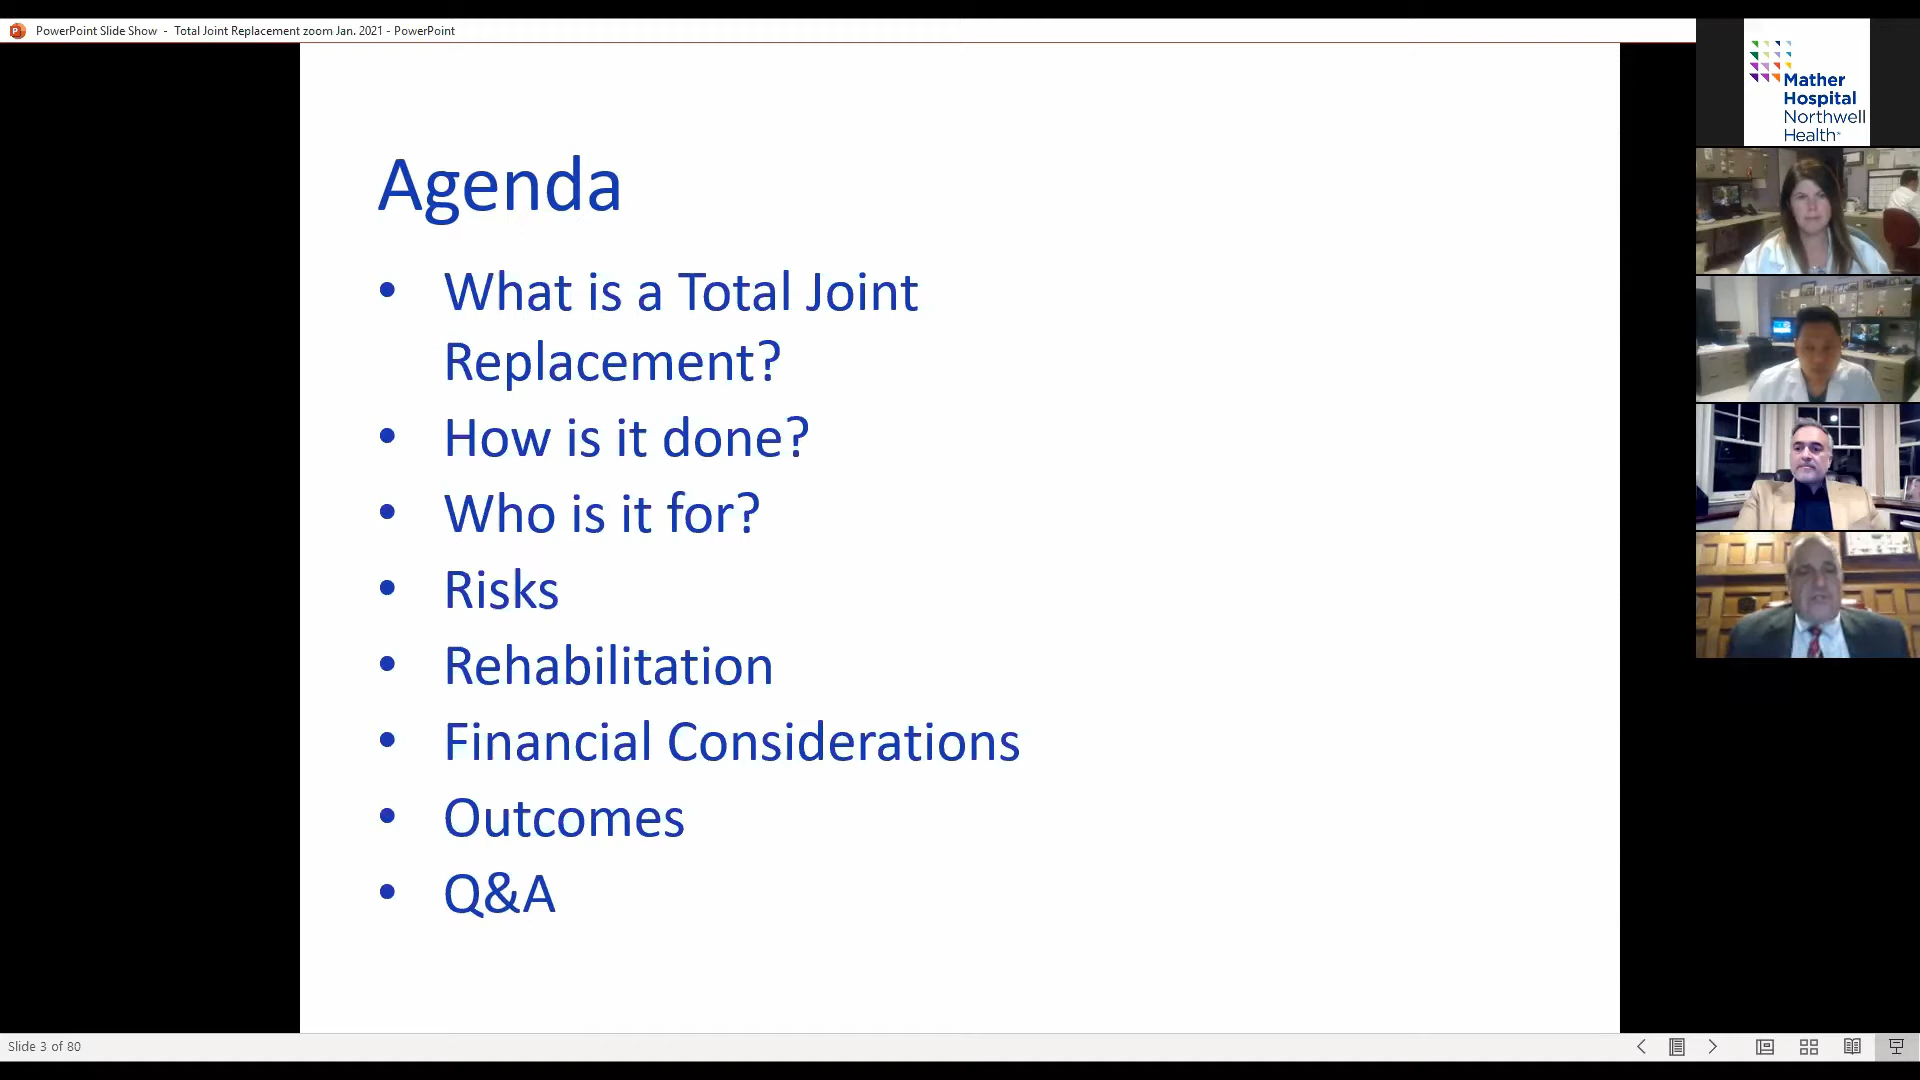 PowerPoint Slide Show - Total Joint Replacement zoom Jan. 2021 - PowerPoint
Mather
Hospital
Northwell
Health®
Agenda
• What is a Total Joint
Replacement?
• How is it done?
• Who is it for?
• Risks
• Rehabilitation
• Financial Considerations
• Outcomes
• Q&A
Slide 3 of 80